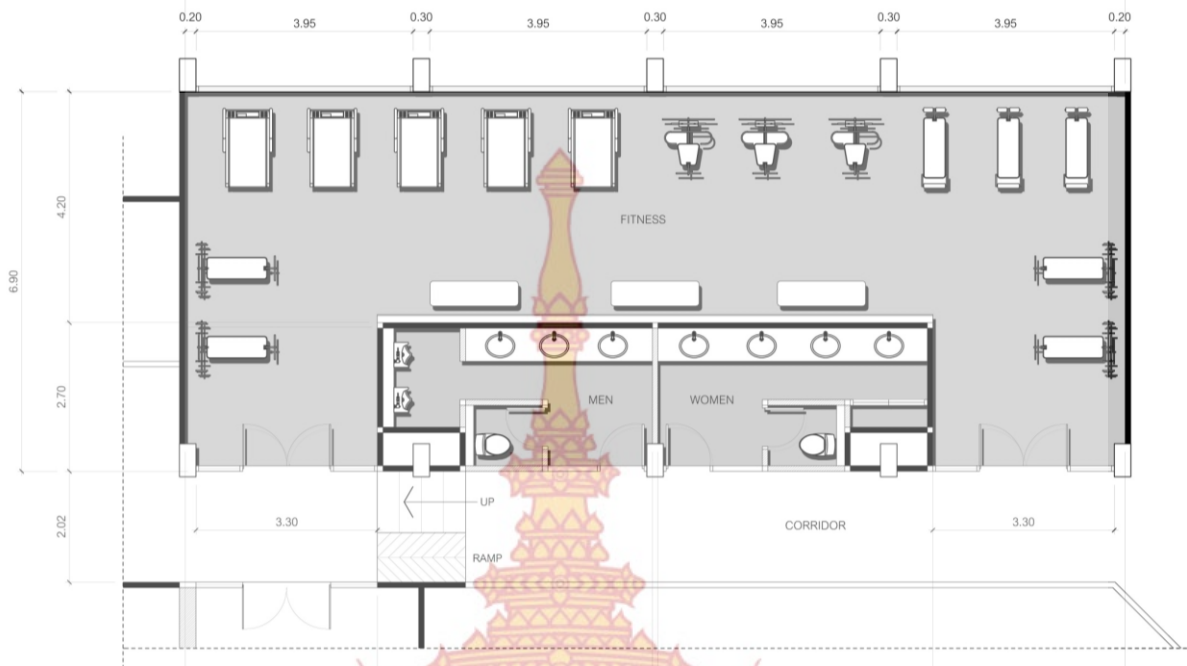 0.20 3.95 0.30 3.95 0.30 3.95 0.30 3.95 0.20
4.20
6.90
2.70
2.02
FITNESS
MEN WOMEN
UP
3.30 CORRIDOR 3.30
RAMP